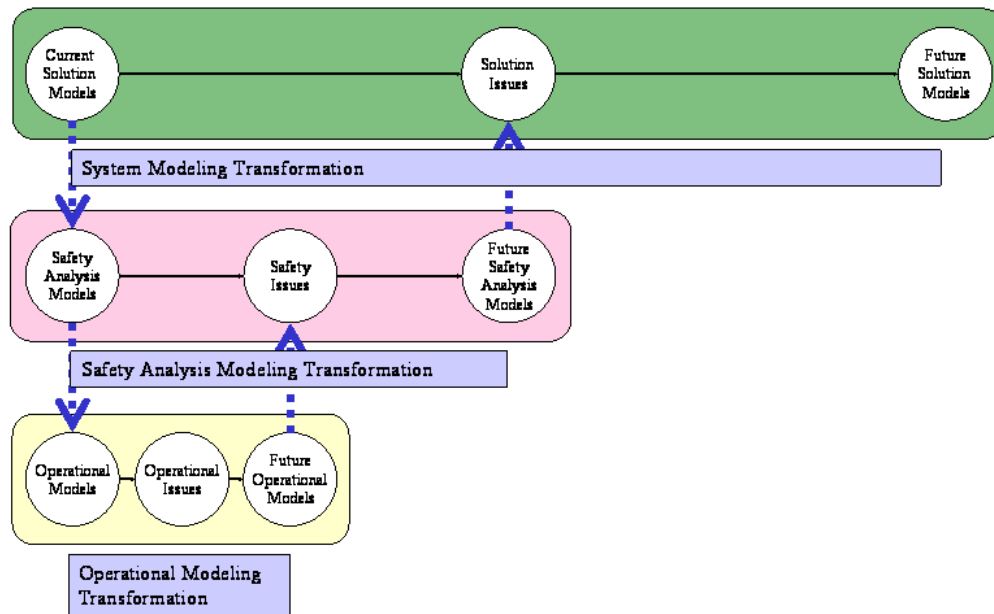 Current
Solution
Models
Solution
Issues
Future
Solution
Models
System Modeling Transformation
Safety
Analysis
Models
Safety
Issues
Future
Safety
Analysis
Models
Safety Analysis Modeling Transformation
Operational
Models
Operational
Issues
Future
Operational
Models
Operational Modeling
Transformation